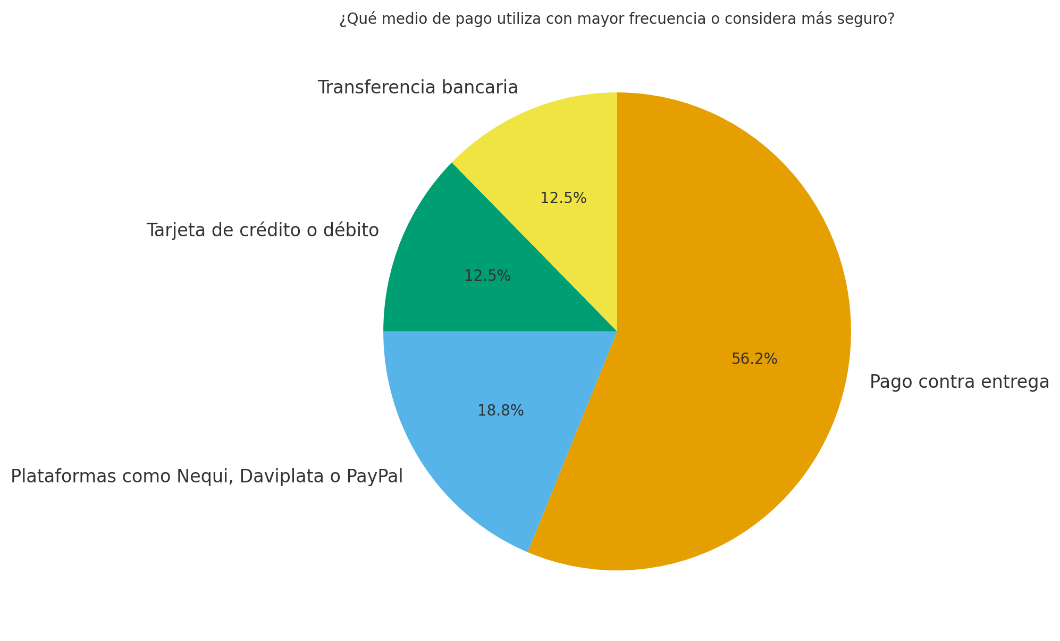 ¿Qué medio de pago utiliza con mayor frecuencia o considera más seguro?
Transferencia bancaria
12.5%
Tarjeta de crédito o débito
12.5%
56.2%
Pago contra entrega
18.8%
Plataformas como Nequi, Daviplata o PayPal